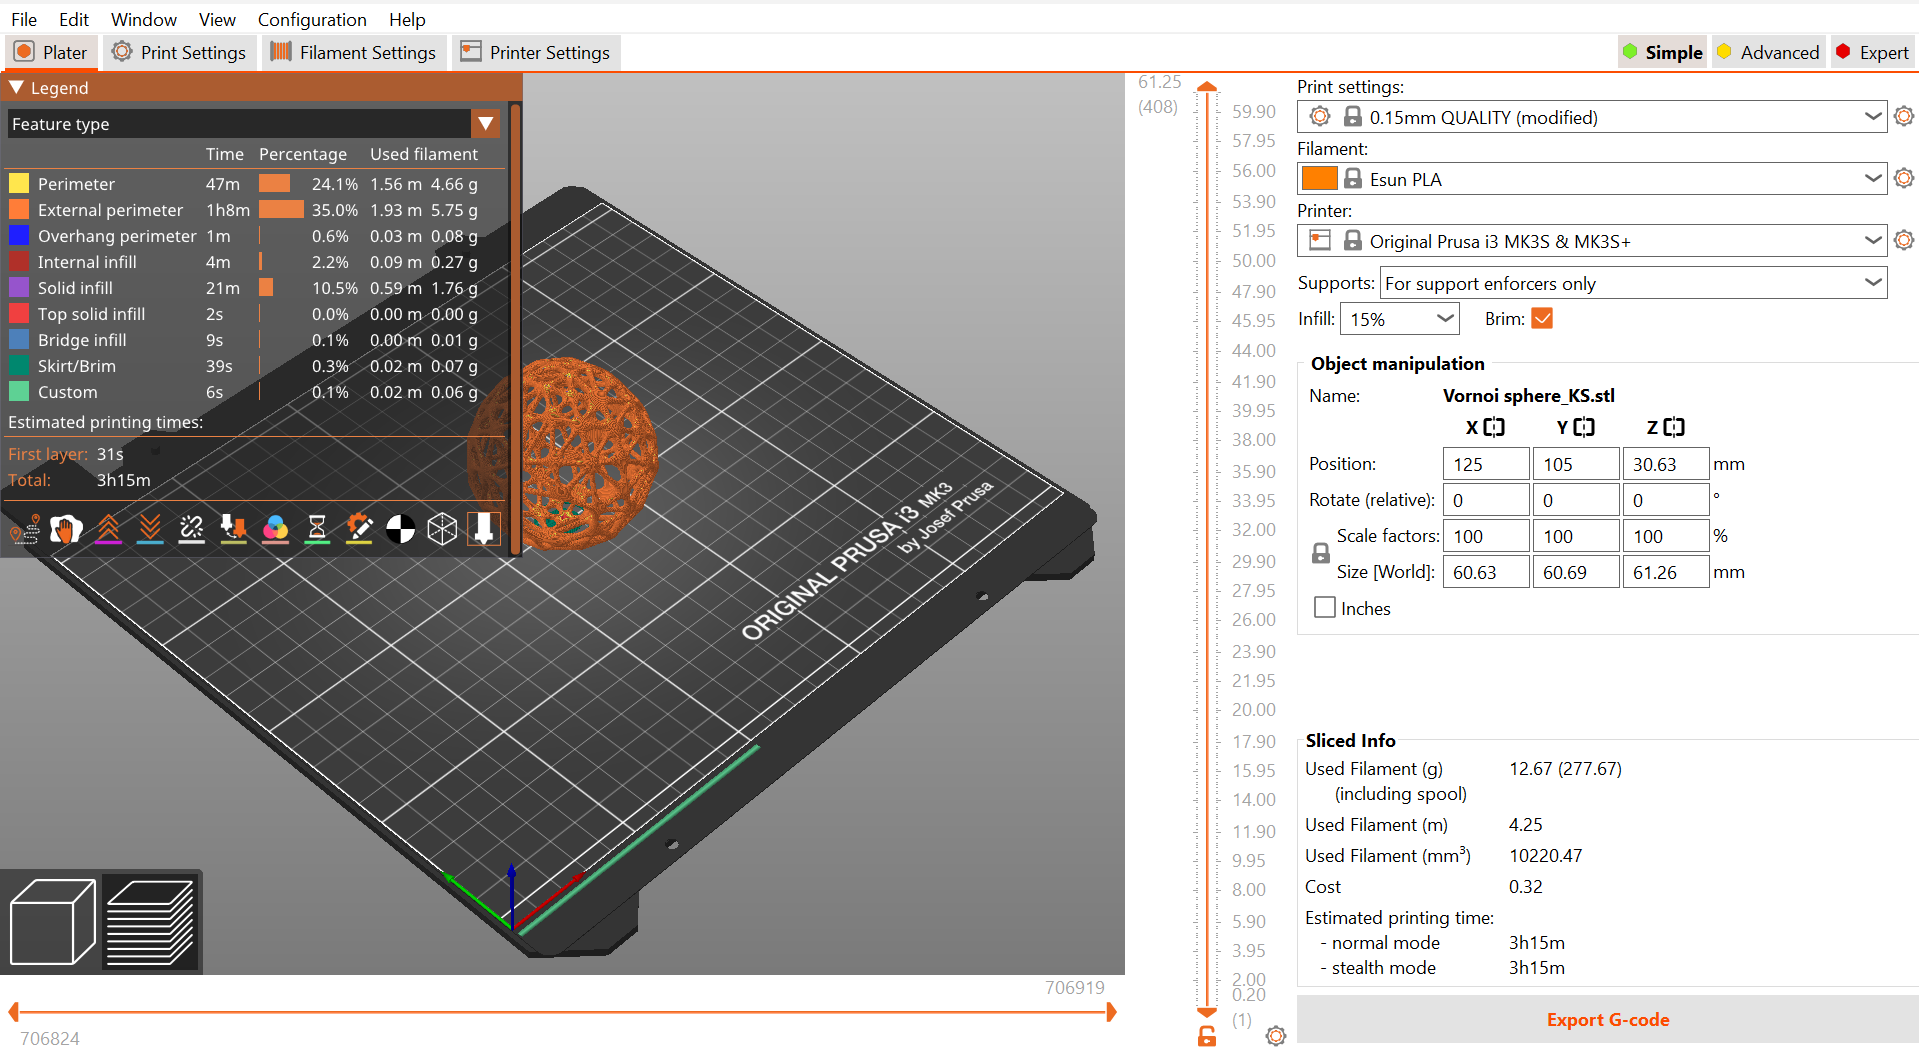 File Edit Window View Configuration Help
Plater Print Settings Filament Settings Printer Settings Simple Advanced Expert
Legend
Feature type
Time Percentage Used filament
Perimeter 47m 24.1% 1.56 m 4.66 g
External perimeter 1h8m 35.0% 1.93 m 5.75 g
Overhang perimeter 1m 0.6% 0.03 m 0.08 g
Internal infill 4m 2.2% 0.09 m 0.27 g
Solid infill 21m 10.5% 0.59 m 1.76 g
Top solid infill 2s 0.0% 0.00 m 0.00 g
Bridge infill 9s 0.1% 0.00 m 0.01 g
Skirt/Brim 39s 0.3% 0.02 m 0.07 g
Custom 6s 0.1% 0.02 m 0.06 g
Estimated printing times:
First layer: 31s
Total: 3h15m
ORIGINAL PRUSA i3 MK3
by Josef Prusa
706919
706824
61.25
(408)
59.90
57.95
56.00
53.90
51.95
50.00
47.90
45.95
44.00
41.90
39.95
38.00
35.90
33.95
32.00
29.90
27.95
26.00
23.90
21.95
20.00
17.90
15.95
14.00
11.90
9.95
8.00
5.90
3.95
2.00
0.20
(1)
Print settings:
0.15mm QUALITY (modified)
Filament:
Esun PLA
Printer:
Original Prusa i3 MK3S & MK3S+
Supports: For support enforcers only
Infill: 15% Brim:
Object manipulation
Name: Vornoi sphere_KS.stl
X Y Z
Position: 125 105 30.63 mm
Rotate (relative): 0 0 0 °
Scale factors: 100 100 100 %
Size [World]: 60.63 60.69 61.26 mm
Inches
Sliced Info
Used Filament (g) 12.67 (277.67)
(including spool)
Used Filament (m) 4.25
Used Filament (mm³) 10220.47
Cost 0.32
Estimated printing time:
- normal mode 3h15m
- stealth mode 3h15m
Export G-code